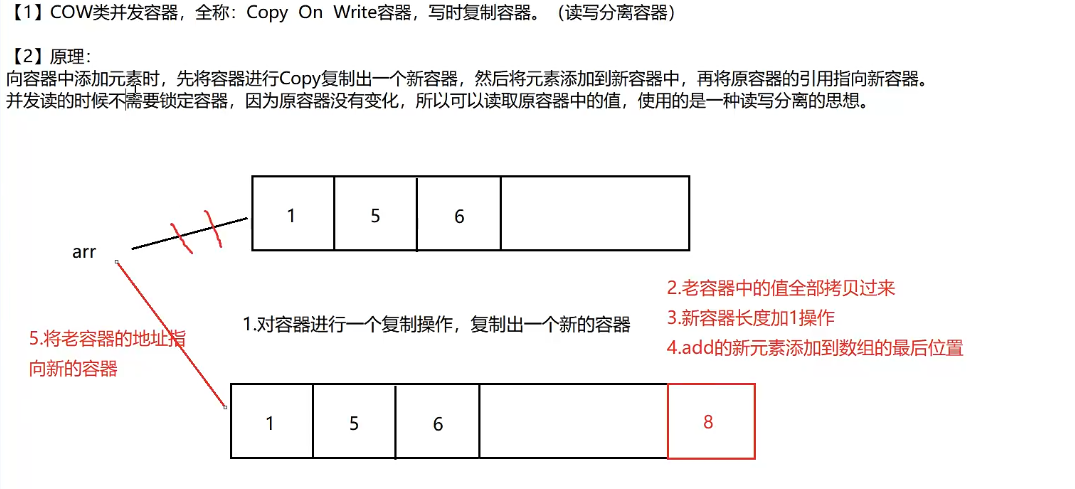 【1】COW类并发容器，全称：Copy On Write容器，写时复制容器。（读写分离容器）
【2】原理：
向容器中添加元素时，先将容器进行Copy复制出一个新容器，然后将元素添加到新容器中，再将原容器的引用指向新容器。
并发读的时候不需要锁定容器，因为原容器没有变化，所以可以读取原容器中的值，使用的是一种读写分离的思想。
1 5 6
arr
2.老容器中的值全部拷贝过来
3.新容器长度加1操作
4.add的新元素添加到数组的最后位置
1.对容器进行一个复制操作，复制出一个新的容器
5.将老容器的地址指
向新的容器
1 5 6 8